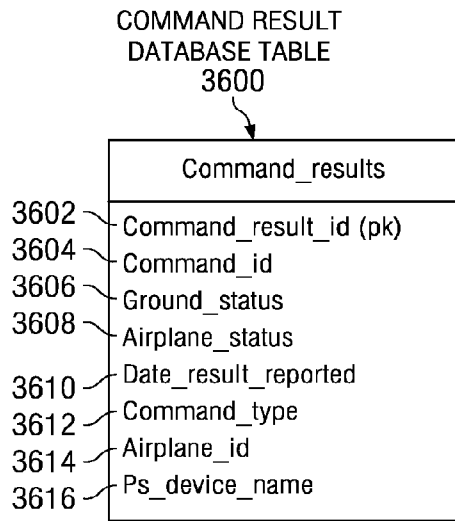 COMMAND RESULT
DATABASE TABLE
3600
Command_results
3602 Command_result_id (pk)
3604 Command_id
3606 Ground_status
3608 Airplane_status
3610 Date_result_reported
3612 Command_type
3614 Airplane_id
3616 Ps_device_name